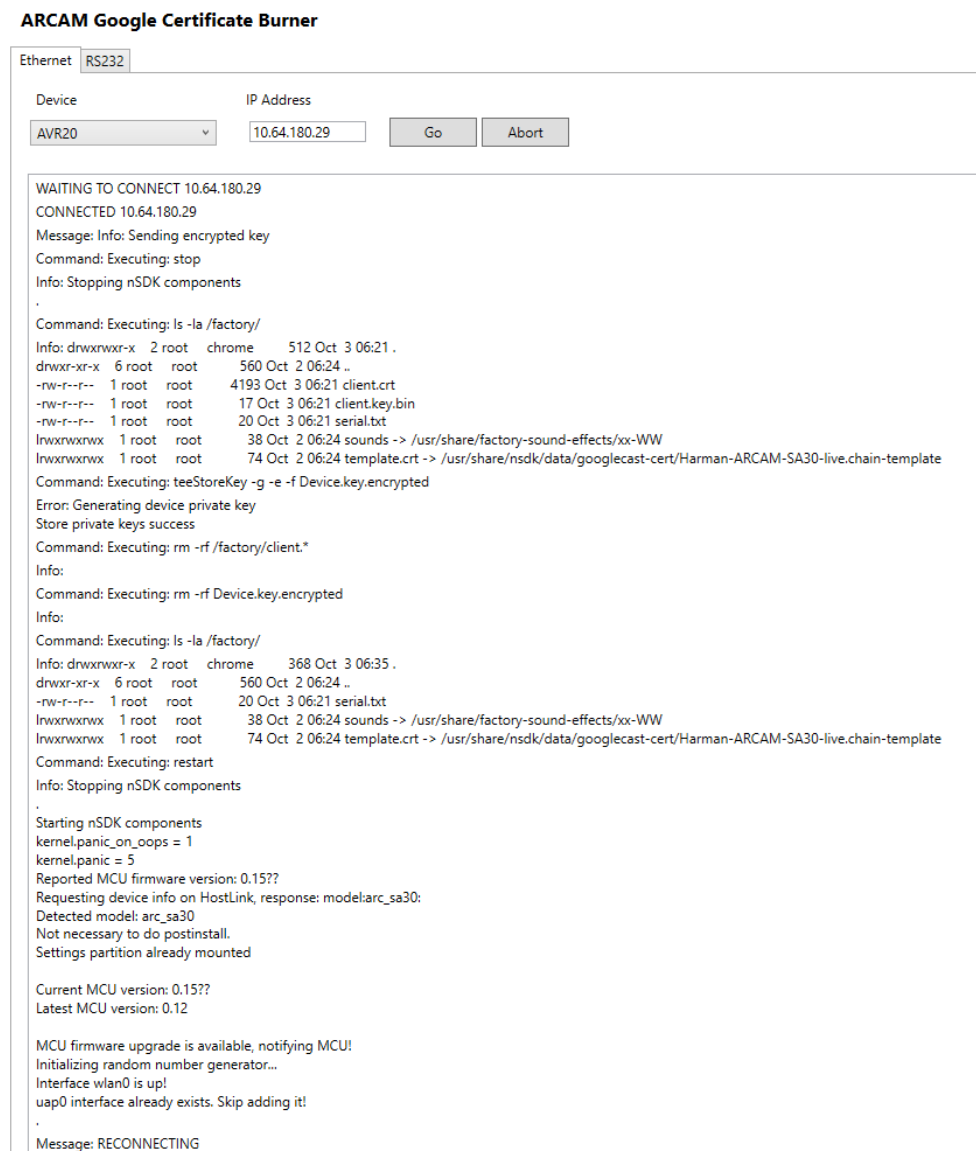 ARCAM Google Certificate Burner
Ethernet RS232
Device IP Address
AVR20 10.64.180.29 Go Abort
WAITING TO CONNECT 10.64.180.29
CONNECTED 10.64.180.29
Message: Info: Sending encrypted key
Command: Executing: stop
Info: Stopping nSDK components
.
Command: Executing: ls -la /factory/
Info: drwxrwxr-x 2 root chrome 512 Oct 3 06:21 .
drwxr-xr-x 6 root root 560 Oct 2 06:24 ..
-rw-r--r-- 1 root root 4193 Oct 3 06:21 client.crt
-rw-r--r-- 1 root root 17 Oct 3 06:21 client.key.bin
-rw-r--r-- 1 root root 20 Oct 3 06:21 serial.txt
lrwxrwxrwx 1 root root 38 Oct 2 06:24 sounds -> /usr/share/factory-sound-effects/xx-WW
lrwxrwxrwx 1 root root 74 Oct 2 06:24 template.crt -> /usr/share/nsdk/data/googlecast-cert/Harman-ARCAM-SA30-live.chain-template
Command: Executing: teeStoreKey -g -e -f Device.key.encrypted
Error: Generating device private key
Store private keys success
Command: Executing: rm -rf /factory/client.*
Info:
Command: Executing: rm -rf Device.key.encrypted
Info:
Command: Executing: ls -la /factory/
Info: drwxrwxr-x 2 root chrome 368 Oct 3 06:35 .
drwxr-xr-x 6 root root 560 Oct 2 06:24 ..
-rw-r--r-- 1 root root 20 Oct 3 06:21 serial.txt
lrwxrwxrwx 1 root root 38 Oct 2 06:24 sounds -> /usr/share/factory-sound-effects/xx-WW
lrwxrwxrwx 1 root root 74 Oct 2 06:24 template.crt -> /usr/share/nsdk/data/googlecast-cert/Harman-ARCAM-SA30-live.chain-template
Command: Executing: restart
Info: Stopping nSDK components
.
Starting nSDK components
kernel.panic_on_oops = 1
kernel.panic = 5
Reported MCU firmware version: 0.15??
Requesting device info on HostLink, response: model:arc_sa30:
Detected model: arc_sa30
Not necessary to do postinstall.
Settings partition already mounted
Current MCU version: 0.15??
Latest MCU version: 0.12
MCU firmware upgrade is available, notifying MCU!
Initializing random number generator...
Interface wlan0 is up!
uap0 interface already exists. Skip adding it!
.
Message: RECONNECTING